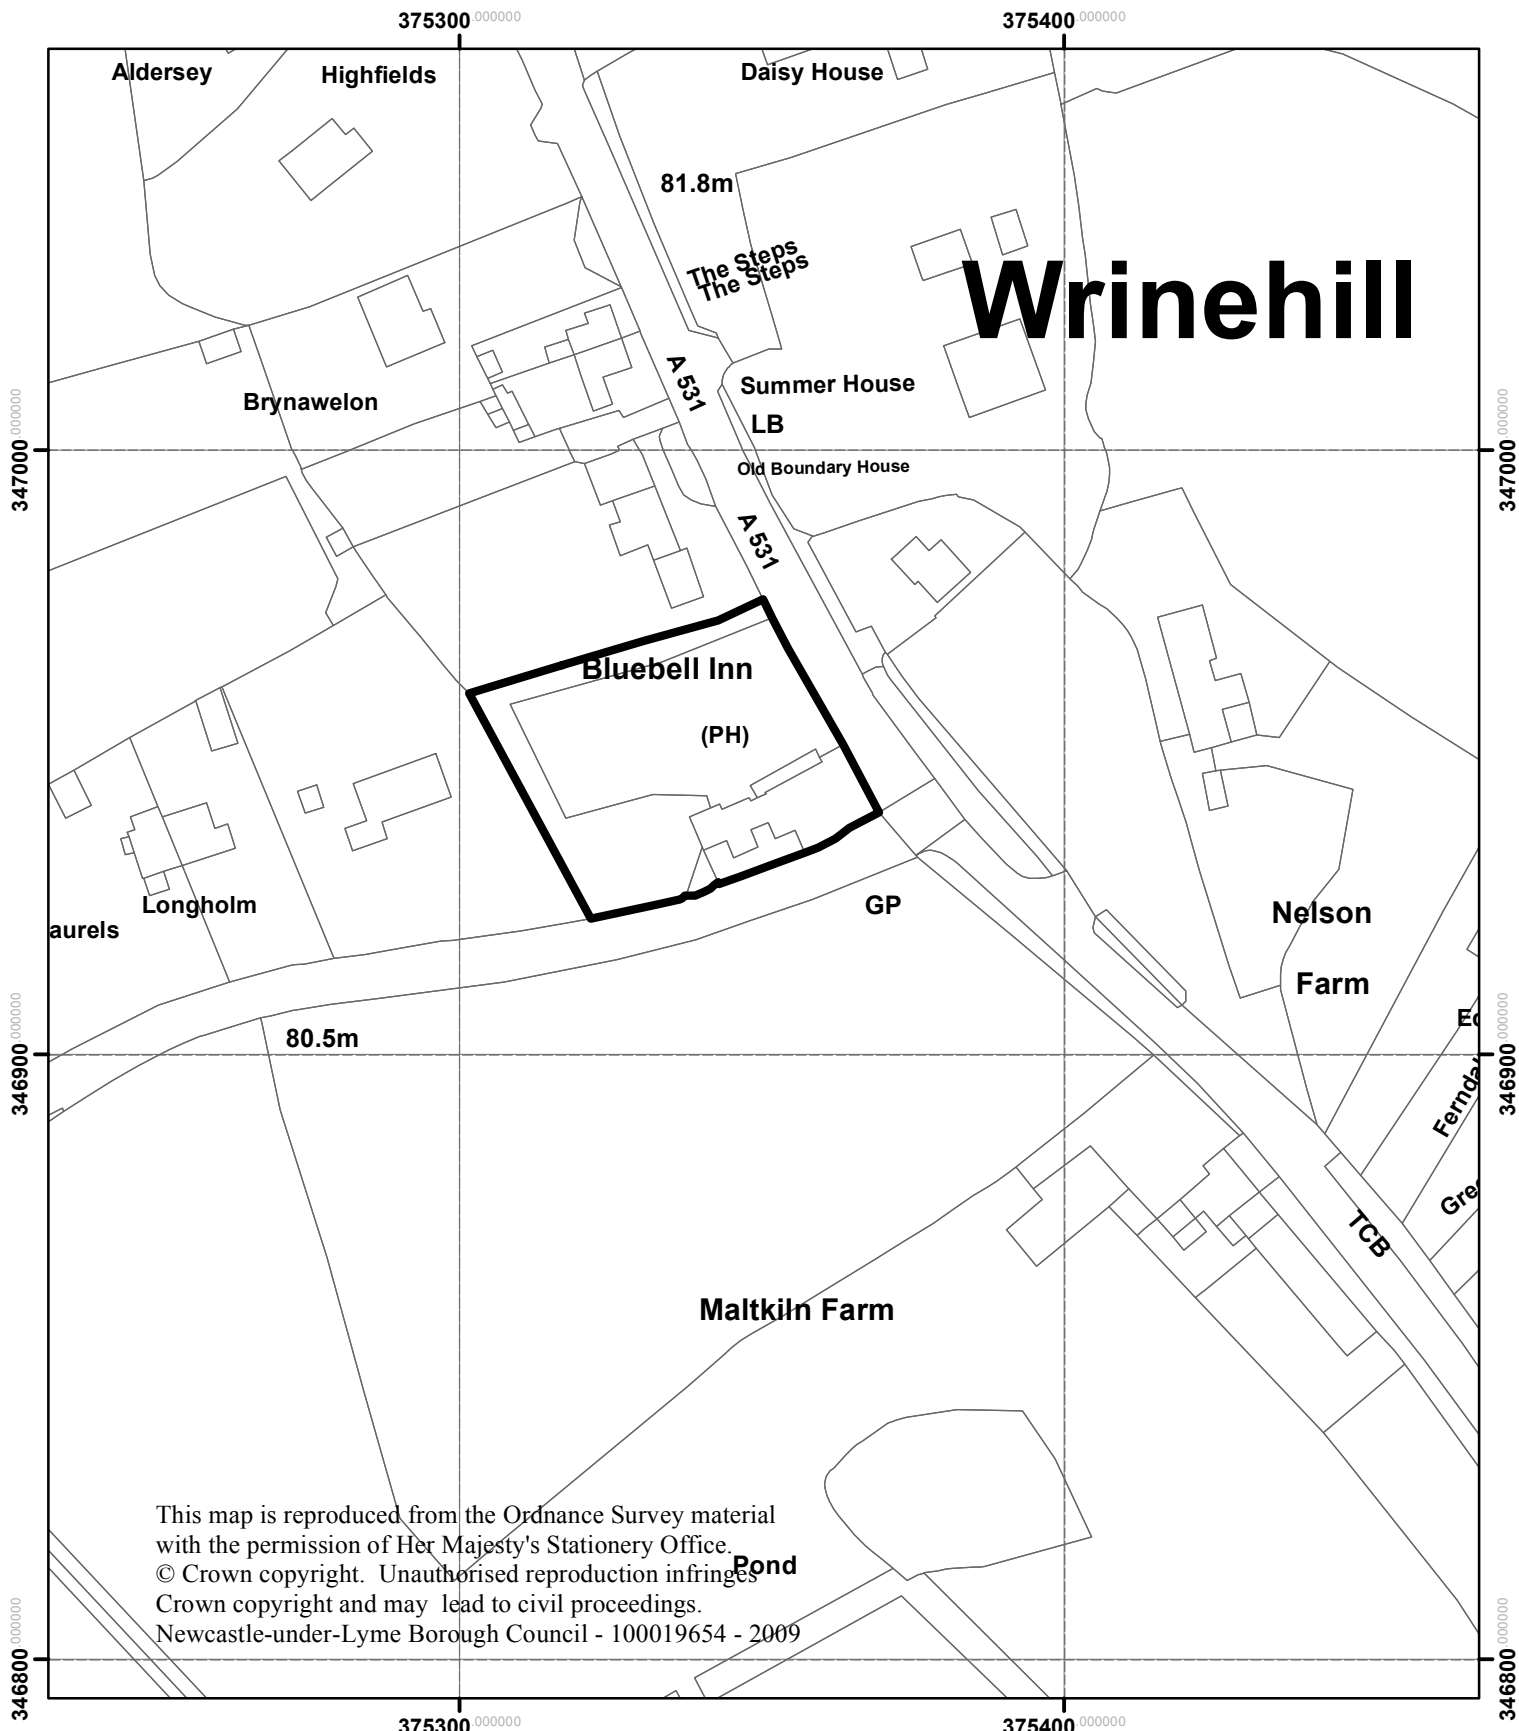 375300.000000
375400.000000
Aldersey
Highfields
Daisy House
81.8m
The Steps
The Steps
Wrinehill
A 531
Summer House
Brynawelon
LB
347000.000000
347000.000000
Old Boundary House
A 531
Bluebell Inn
(PH)
Longholm
GP
aurels
Nelson
Farm
Ec
80.5m
346900.000000
346900.000000
Fernda
Gree
TCB
Maltkiln Farm
This map is reproduced from the Ordnance Survey material
with the permission of Her Majesty's Stationery Office.
© Crown copyright. Unauthorised reproduction infringes
Pond
Crown copyright and may lead to civil proceedings.
Newcastle-under-Lyme Borough Council - 100019654 - 2009
346800.000000
346800.000000
375300.000000
375400.000000